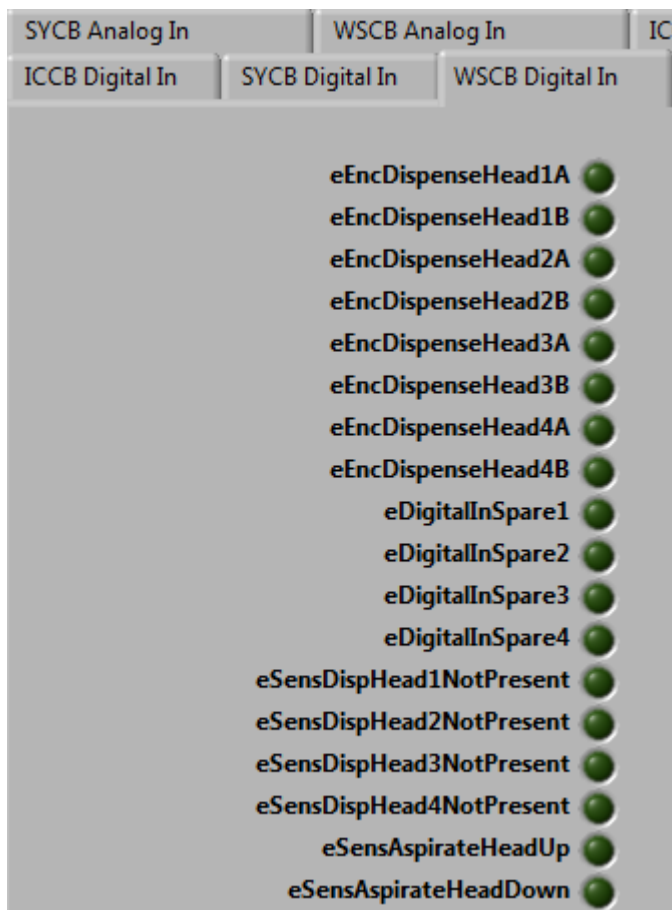 SYCB Analog In WSCB Analog In IC
ICCB Digital In SYCB Digital In WSCB Digital In
eEncDispenseHead1A
eEncDispenseHead1B
eEncDispenseHead2A
eEncDispenseHead2B
eEncDispenseHead3A
eEncDispenseHead3B
eEncDispenseHead4A
eEncDispenseHead4B
eDigitalInSpare1
eDigitalInSpare2
eDigitalInSpare3
eDigitalInSpare4
eSensDispHead1NotPresent
eSensDispHead2NotPresent
eSensDispHead3NotPresent
eSensDispHead4NotPresent
eSensAspirateHeadUp
eSensAspirateHeadDown